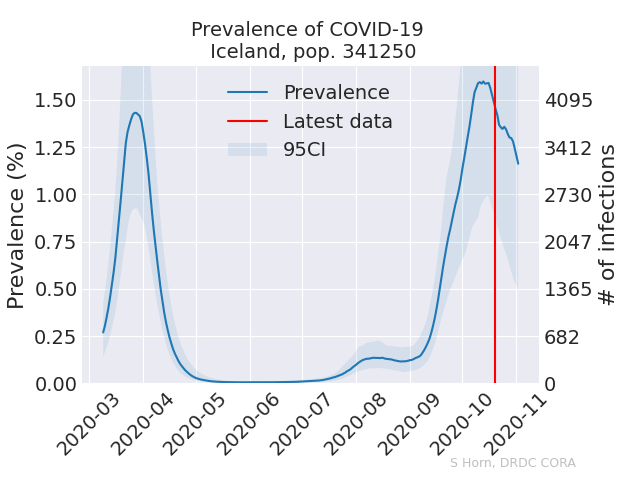 Prevalence of COVID-19
Iceland, pop. 341250
Prevalence (%)
1.50
1.25
1.00
0.75
0.50
0.25
0.00
Prevalence
Latest data
95CI
4095
3412
2730
2047
1365
682
0
# of infections
2020-03
2020-04
2020-05
2020-06
2020-07
2020-08
2020-09
2020-10
2020-11
S Horn, DRDC CORA